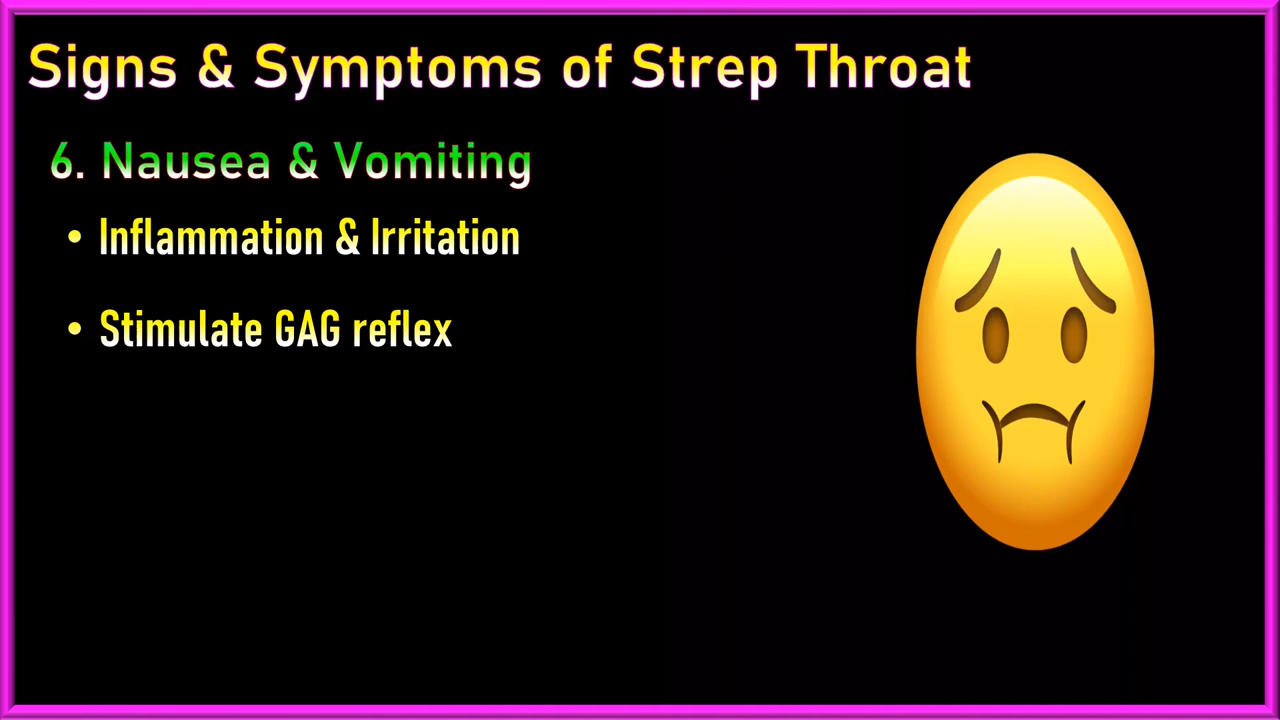 Signs & Symptoms of Strep Throat
6. Nausea & Vomiting
• Inflammation & Irritation
• Stimulate GAG reflex